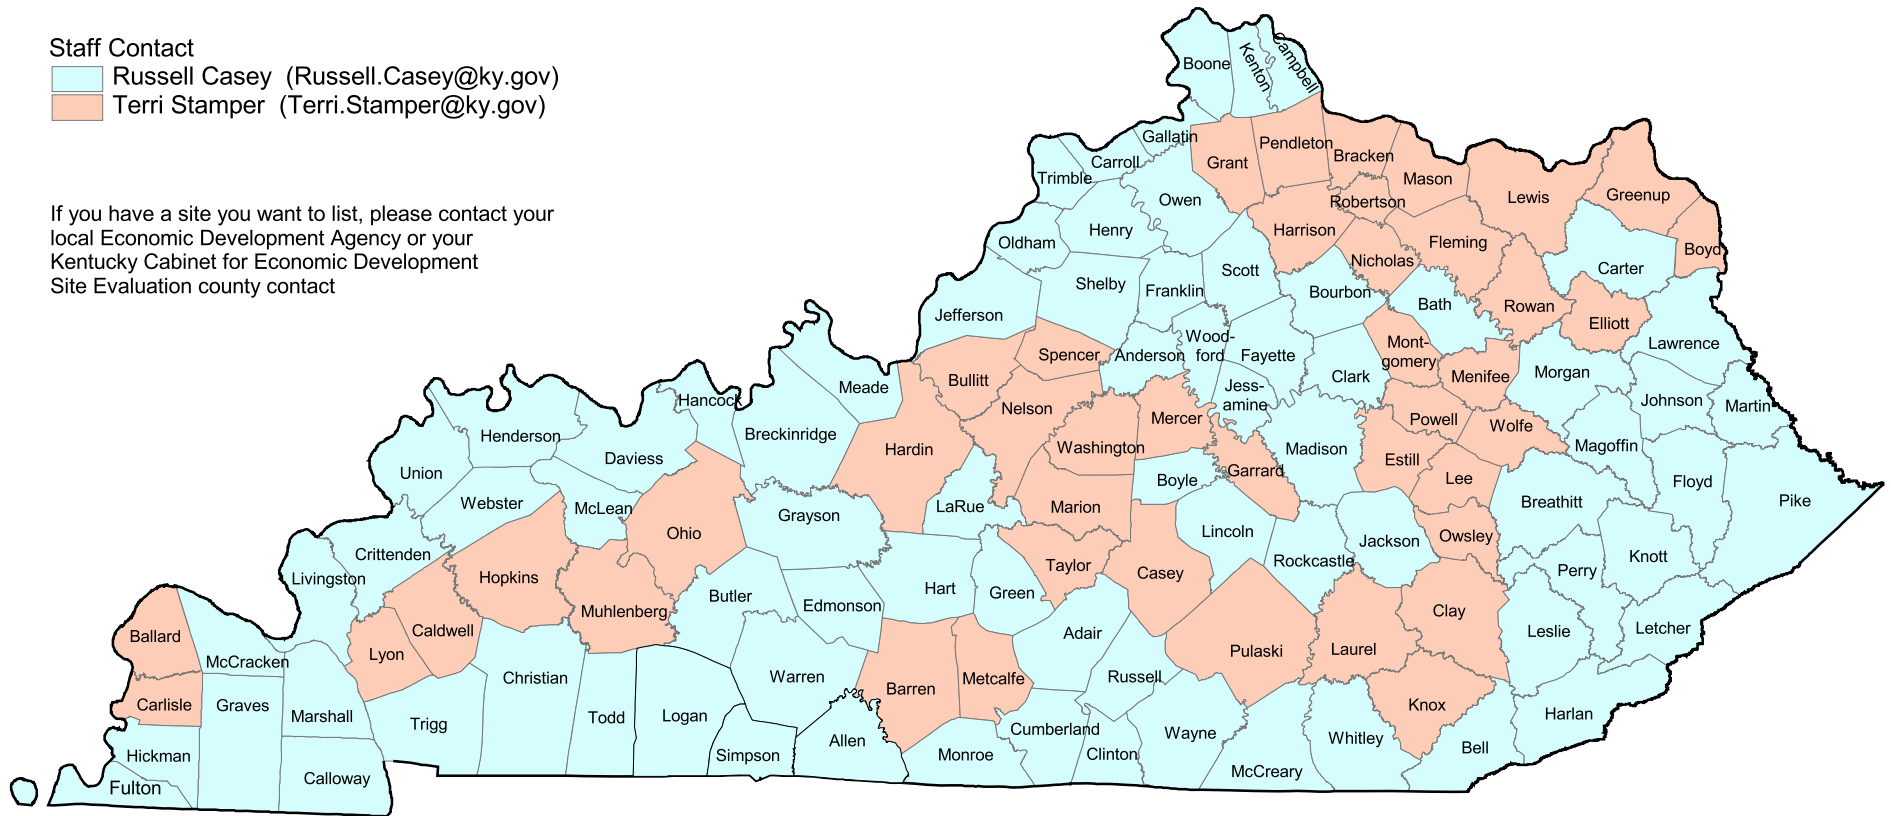 Staff Contact
Russell Casey (Russell.Casey@ky.gov)
Terri Stamper (Terri.Stamper@ky.gov)
If you have a site you want to list, please contact your
local Economic Development Agency or your
Kentucky Cabinet for Economic Development
Site Evaluation county contact
Boone
Kenton
Campbell
Gallatin
Carroll
Trimble
Grant
Pendleton
Bracken
Mason
Robertson
Lewis
Greenup
Boyd
Owen
Henry
Oldham
Harrison
Fleming
Nicholas
Carter
Rowan
Elliott
Scott
Shelby
Franklin
Bourbon
Bath
Jefferson
Lawrence
Spencer
Anderson
Wood-
ford
Fayette
Clark
Mont-
gomery
Menifee
Morgan
Bullitt
Nelson
Jess-
amine
Johnson
Martin
Meade
Hancock
Breckinridge
Hardin
Washington
Mercer
Madison
Powell
Wolfe
Magoffin
Henderson
Daviess
Union
Webster
McLean
Ohio
Grayson
LaRue
Marion
Boyle
Garrard
Estill
Lee
Breathitt
Floyd
Pike
Lincoln
Rockcastle
Jackson
Owsley
Knott
Perry
Crittenden
Livingston
Hopkins
Muhlenberg
Butler
Edmonson
Hart
Green
Taylor
Casey
Clay
Leslie
Letcher
Ballard
McCracken
Lyon
Caldwell
Christian
Warren
Barren
Metcalfe
Adair
Russell
Pulaski
Laurel
Knox
Harlan
Carlisle
Graves
Marshall
Trigg
Todd
Logan
Simpson
Allen
Monroe
Cumberland
Clinton
Wayne
McCreary
Whitley
Bell
Hickman
Fulton
Calloway